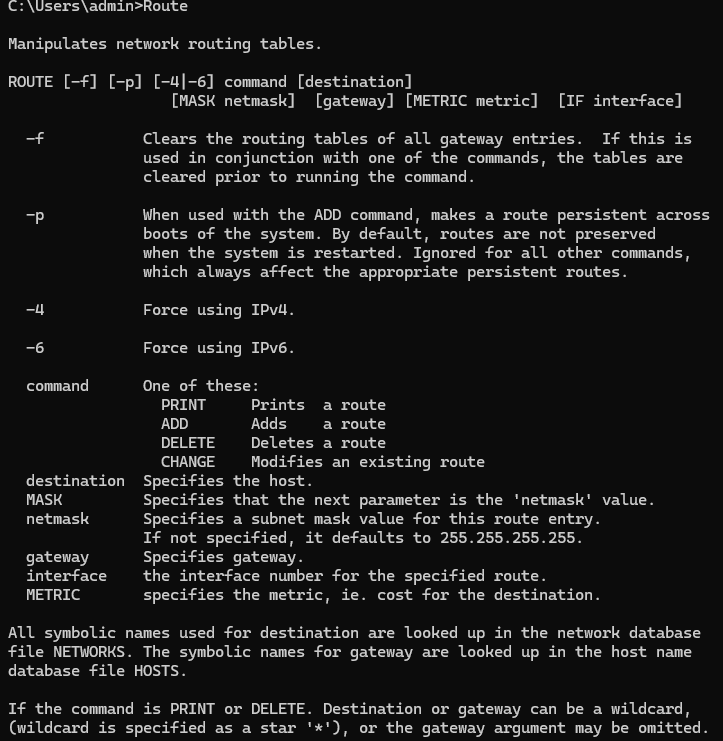 C:\Users\admin>Route
Manipulates network routing tables.
ROUTE [-f] [-p] [-4|-6] command [destination]
                  [MASK netmask]  [gateway] [METRIC metric]  [IF interface]
  -f           Clears the routing tables of all gateway entries.  If this is
               used in conjunction with one of the commands, the tables are
               cleared prior to running the command.
  -p           When used with the ADD command, makes a route persistent across
               boots of the system. By default, routes are not preserved
               when the system is restarted. Ignored for all other commands,
               which always affect the appropriate persistent routes.
  -4           Force using IPv4.
  -6           Force using IPv6.
  command      One of these:
                 PRINT     Prints  a route
                 ADD       Adds    a route
                 DELETE    Deletes a route
                 CHANGE    Modifies an existing route
  destination  Specifies the host.
  MASK         Specifies that the next parameter is the 'netmask' value.
  netmask      Specifies a subnet mask value for this route entry.
               If not specified, it defaults to 255.255.255.255.
  gateway      Specifies gateway.
  interface    the interface number for the specified route.
  METRIC       specifies the metric, ie. cost for the destination.
All symbolic names used for destination are looked up in the network database
file NETWORKS. The symbolic names for gateway are looked up in the host name
database file HOSTS.
If the command is PRINT or DELETE. Destination or gateway can be a wildcard,
(wildcard is specified as a star '*'), or the gateway argument may be omitted.